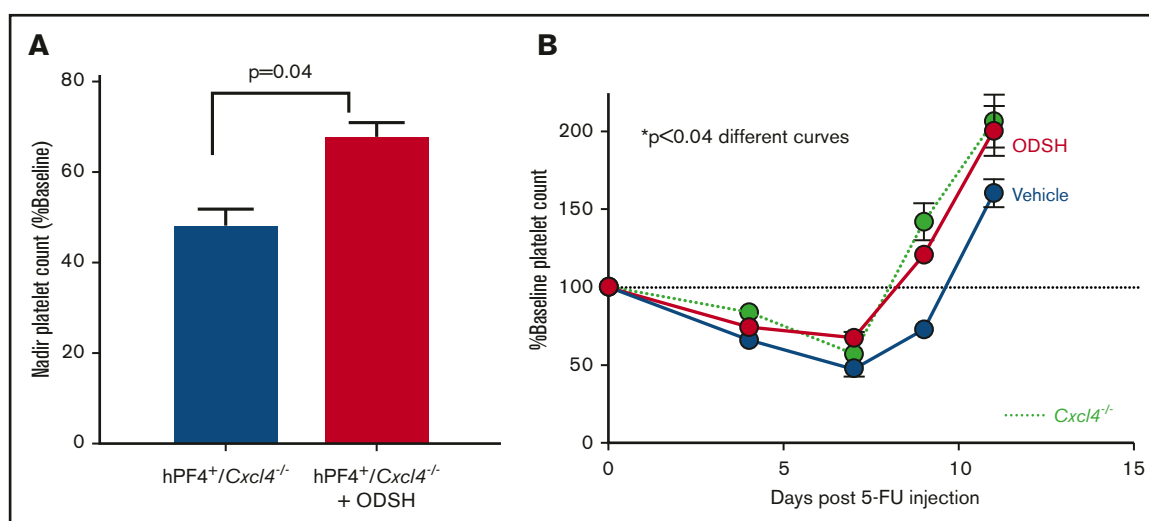 A
p=0.04
Nadir platelet count (%Baseline)
80
60
40
20
0
hPF4⁺/Cxcl4⁻/⁻
hPF4⁺/Cxcl4⁻/⁻
+ ODSH
B
*p<0.04 different curves
ODSH
Vehicle
%Baseline platelet count
200
150
100
50
0
Cxcl4⁻/⁻
0
5
10
15
Days post 5-FU injection